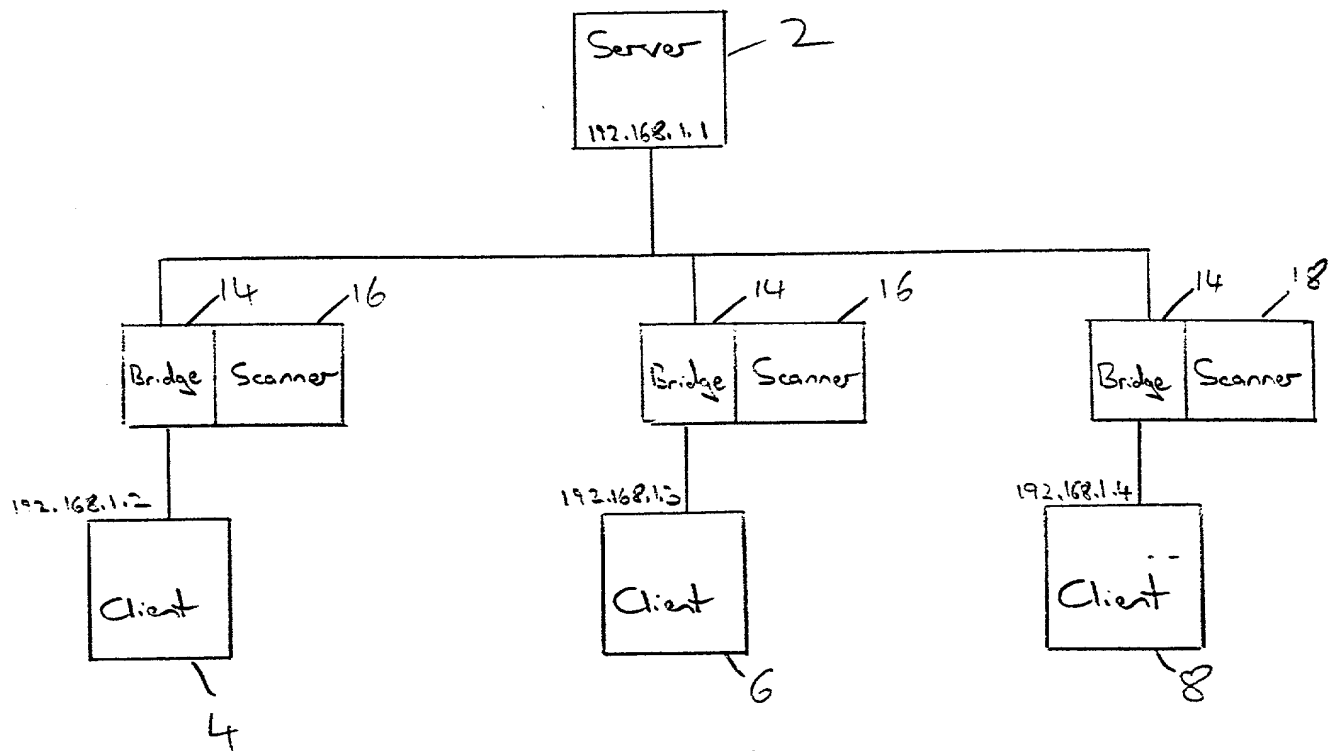 Server
2
192.168.1.1
14
16
14
16
14
18
Bridge
Scanner
Bridge
Scanner
Bridge
Scanner
192.168.1.2
192.168.1.3
192.168.1.4
Client
Client
Client
4
6
8